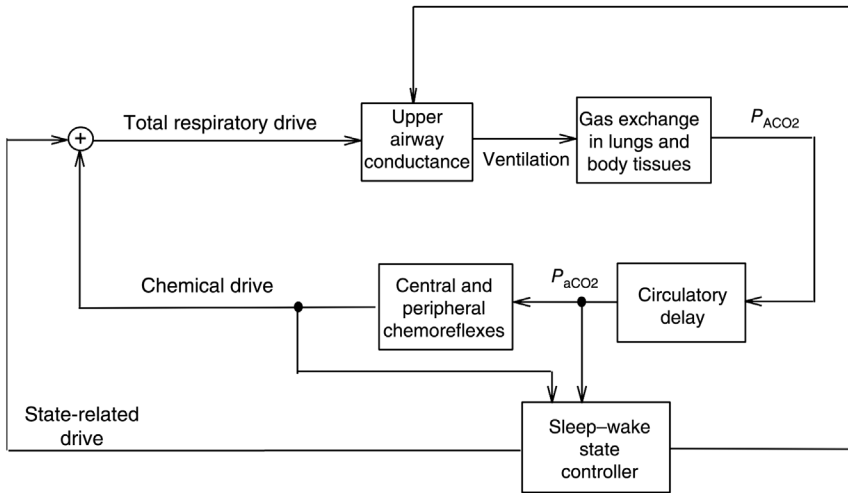 Total respiratory drive
+
Upper
airway
conductance
Ventilation
Gas exchange
in lungs and
body tissues
PACO2
Chemical drive
Central and
peripheral
chemoreflexes
PaCO2
Circulatory
delay
State-related
drive
Sleep–wake
state
controller